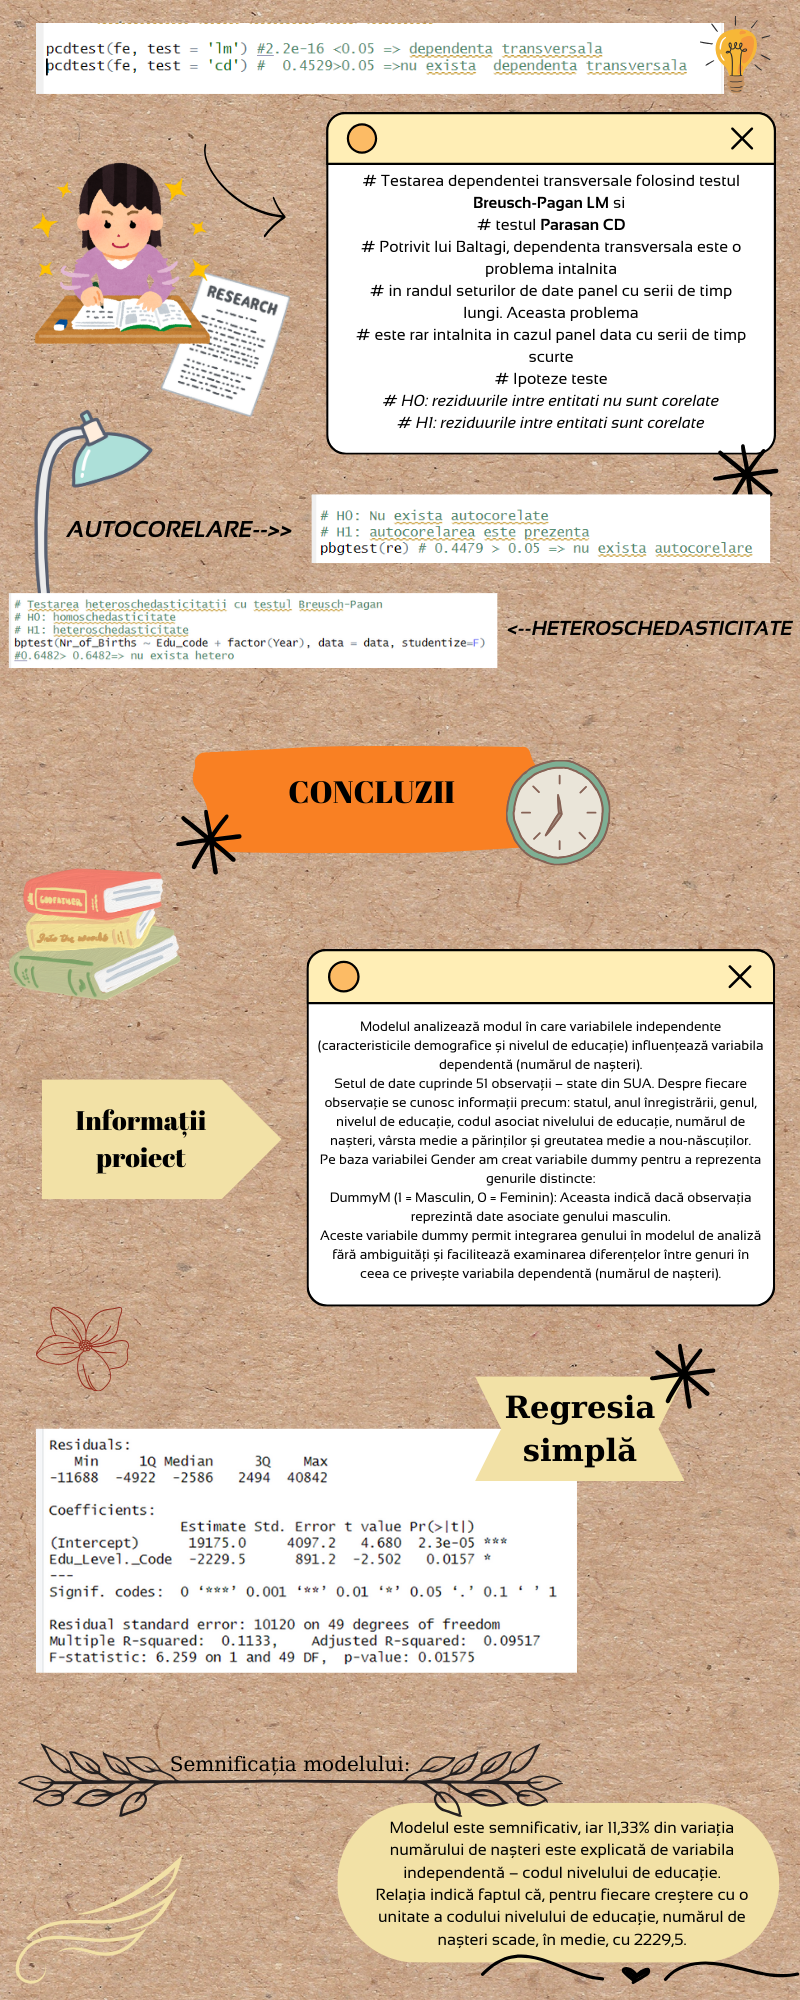 pcdtest(fe, test = 'lm') #2.2e-16 <0.05 => dependenta transversala
pcdtest(fe, test = 'cd') #  0.4529>0.05 =>nu exista  dependenta transversala
# Testarea dependentei transversale folosind testul
Breusch-Pagan LM si
# testul Parasan CD
# Potrivit lui Baltagi, dependenta transversala este o
problema intalnita
# in randul seturilor de date panel cu serii de timp
lungi. Aceasta problema
# este rar intalnita in cazul panel data cu serii de timp
scurte
# Ipoteze teste
# H0: reziduurile intre entitati nu sunt corelate
# H1: reziduurile intre entitati sunt corelate
RESEARCH
AUTOCORELARE-->>
# H0: Nu exista autocorelate
# H1: autocorelarea este prezenta
pbgtest(re) # 0.4479 > 0.05 => nu exista autocorelare
# Testarea heteroschedasticitatii cu testul Breusch-Pagan
# H0: homoschedasticitate
# H1: heteroschedasticitate
bptest(Nr_of_Births ~ Edu_code + factor(Year), data = data, studentize=F)
#0.6482> 0.6482=> nu exista hetero
<--HETEROSCHEDASTICITATE
CONCLUZII
GODFATHER
Into the words
Modelul analizează modul în care variabilele independente
(caracteristicile demografice și nivelul de educație) influențează variabila
dependentă (numărul de nașteri).
Setul de date cuprinde 51 observații – state din SUA. Despre fiecare
observație se cunosc informații precum: statul, anul înregistrării, genul,
nivelul de educație, codul asociat nivelului de educație, numărul de
nașteri, vârsta medie a părinților și greutatea medie a nou-născuților.
Pe baza variabilei Gender am creat variabile dummy pentru a reprezenta
genurile distincte:
DummyM (1 = Masculin, 0 = Feminin): Aceasta indică dacă observația
reprezintă date asociate genului masculin.
Aceste variabile dummy permit integrarea genului în modelul de analiză
fără ambiguități și facilitează examinarea diferențelor între genuri în
ceea ce privește variabila dependentă (numărul de nașteri).
Informații
proiect
Regresia
simplă
Residuals:
Min     1Q Median     3Q    Max
-11688  -4922  -2586   2494  40842
Coefficients:
Estimate Std. Error t value Pr(>|t|)
(Intercept)      19175.0     4097.2   4.680  2.3e-05 ***
Edu_Level._Code  -2229.5      891.2  -2.502   0.0157 *
---
Signif. codes:  0 ‘***’ 0.001 ‘**’ 0.01 ‘*’ 0.05 ‘.’ 0.1 ‘ ’ 1
Residual standard error: 10120 on 49 degrees of freedom
Multiple R-squared:  0.1133,    Adjusted R-squared:  0.09517
F-statistic: 6.259 on 1 and 49 DF,  p-value: 0.01575
Semnificația modelului:
Modelul este semnificativ, iar 11,33% din variația
numărului de nașteri este explicată de variabila
independentă – codul nivelului de educație.
Relația indică faptul că, pentru fiecare creștere cu o
unitate a codului nivelului de educație, numărul de
nașteri scade, în medie, cu 2229,5.